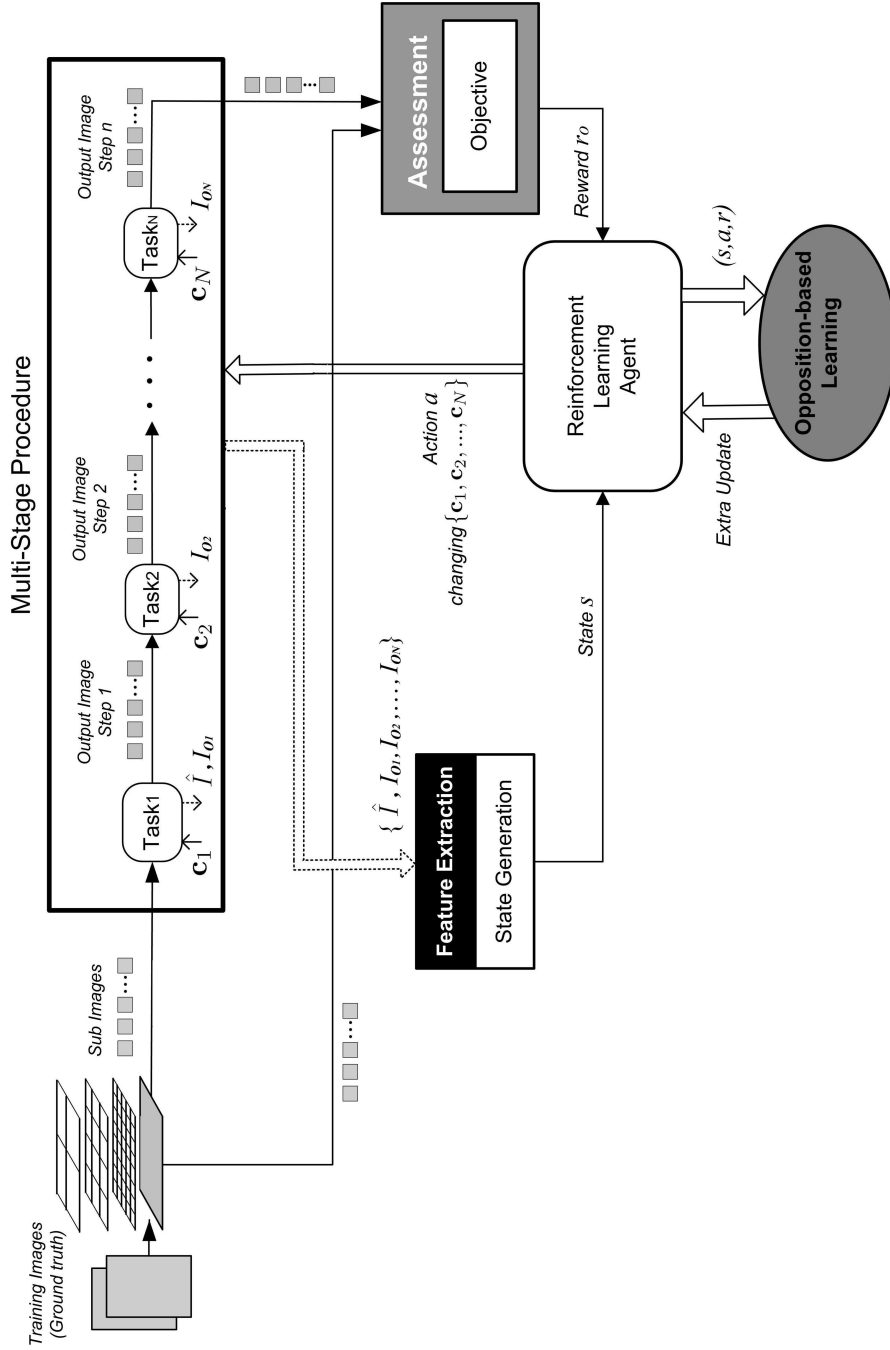 Multi-Stage Procedure
Training Images
(Ground truth)
Sub Images
Task1
c1
Î, IO1
Output Image
Step 1
Task2
c2
IO2
Output Image
Step 2
TaskN
cN
ION
Output Image
Step n
{Î, IO1, IO2, ..., ION}
Feature Extraction
State Generation
Action a
changing {c1, c2, ..., cN}
Assessment
Objective
State s
Reward rO
Reinforcement
Learning
Agent
Extra Update
(s,a,r)
Opposition-based
Learning